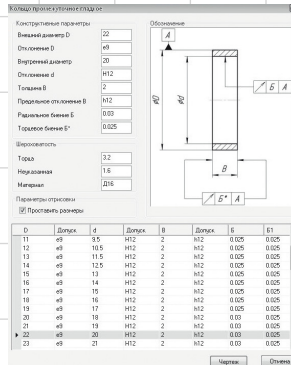 Кольцо промежуточное гладкое
Конструктивные параметры
Внешний диаметр D 22
Отклонение D e9
Внутренний диаметр 20
Отклонение d H12
Толщина B 2
Предельное отклонение B h12
Радиальное биение Б 0.03
Торцевое биение Б* 0.025
Шероховатость
Торца 3.2
Неуказанная 1.6
Материал Д16
Параметры отрисовки
Проставить размеры
Обозначение
A
øD
ød
Б A
B
Б* A
D Допуск d Допуск B Допуск Б Б1
11 e9 9.5 H12 2 h12 0.025 0.025
12 e9 10.5 H12 2 h12 0.025 0.025
13 e9 11.5 H12 2 h12 0.025 0.025
14 e9 12.5 H12 2 h12 0.025 0.025
15 e9 13 H12 2 h12 0.025 0.025
16 e9 14 H12 2 h12 0.025 0.025
17 e9 15 H12 2 h12 0.025 0.025
18 e9 16 H12 2 h12 0.025 0.025
19 e9 17 H12 2 h12 0.025 0.025
20 e9 18 H12 2 h12 0.03 0.025
21 e9 19 H12 2 h12 0.03 0.025
22 e9 20 H12 2 h12 0.03 0.025
23 e9 21 H12 2 h12 0.03 0.025
Чертеж Отмена